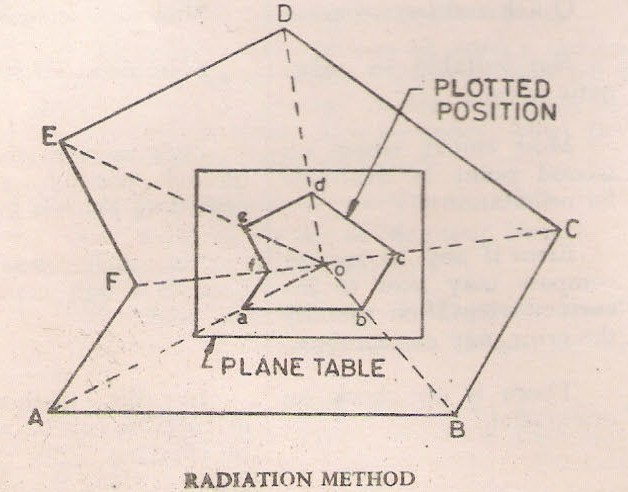 D
PLOTTED
POSITION
E
d
e
C
c
o
f
F
a
b
PLANE TABLE
A
B
RADIATION METHOD